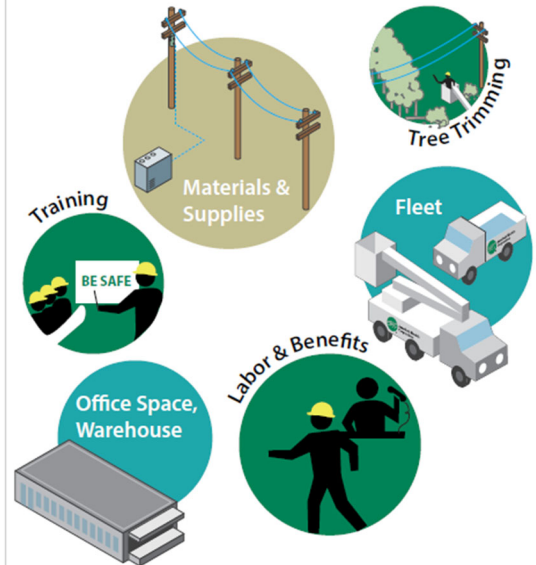 Tree Trimming
Materials &
Supplies
Training
Fleet
BE SAFE
Labor & Benefits
Office Space,
Warehouse